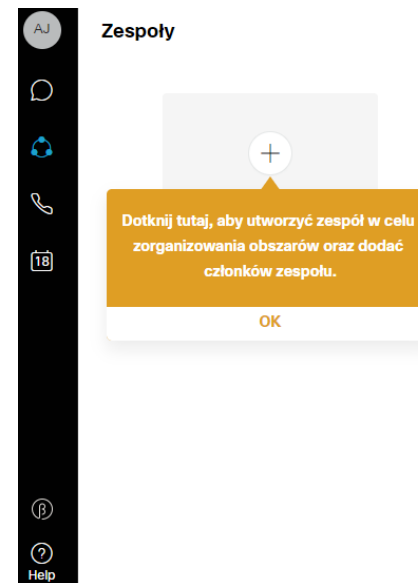 AJ
Zespoły
18
Dotknij tutaj, aby utworzyć zespół w celu
zorganizowania obszarów oraz dodać
członków zespołu.
OK
β
?
Help